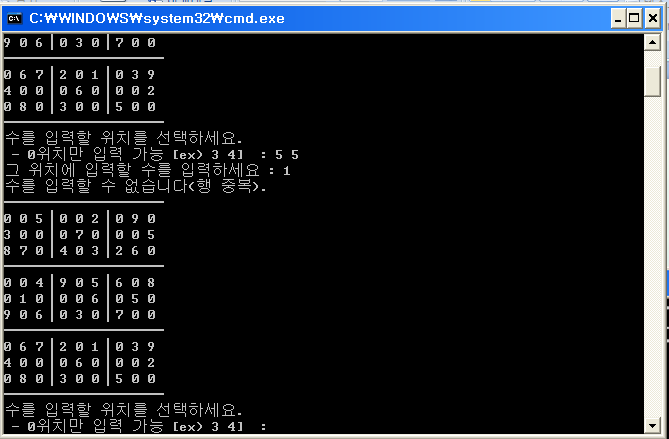 C:₩WINDOWS₩system32₩cmd.exe
9 0 6|0 3 0|7 0 0
0 6 7|2 0 1|0 3 9
4 0 0|0 6 0|0 0 2
0 8 0|3 0 0|5 0 0
수를 입력할 위치를 선택하세요.
- 0위치만 입력 가능 [ex) 3 4] : 5 5
그 위치에 입력할 수를 입력하세요 : 1
수를 입력할 수 없습니다(행 중복).
0 0 5|0 0 2|0 9 0
3 0 0|0 7 0|0 0 5
8 7 0|4 0 3|2 6 0
0 0 4|9 0 5|6 0 8
0 1 0|0 0 6|0 5 0
9 0 6|0 3 0|7 0 0
0 6 7|2 0 1|0 3 9
4 0 0|0 6 0|0 0 2
0 8 0|3 0 0|5 0 0
수를 입력할 위치를 선택하세요.
- 0위치만 입력 가능 [ex) 3 4] :